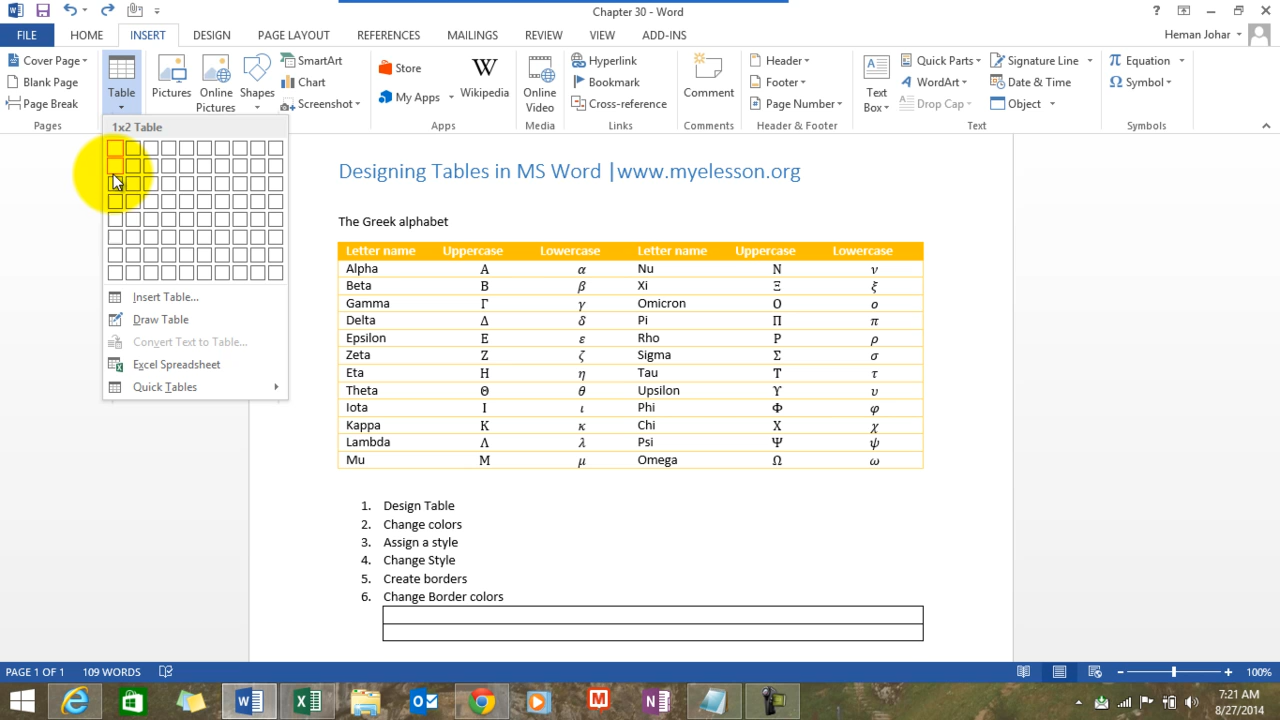 Chapter 30 - Word
FILE HOME INSERT DESIGN PAGE LAYOUT REFERENCES MAILINGS REVIEW VIEW ADD-INS Heman Johar
Cover Page
Blank Page
Page Break
Pages
Table
Pictures
Online Pictures
Shapes
SmartArt
Chart
Screenshot
Store
My Apps
Wikipedia
Apps
Online Video
Media
Hyperlink
Bookmark
Cross-reference
Links
Comment
Comments
Header
Footer
Page Number
Header & Footer
Text Box
Quick Parts
WordArt
Drop Cap
Signature Line
Date & Time
Object
Text
Equation
Symbol
Symbols
1x2 Table
Insert Table...
Draw Table
Convert Text to Table...
Excel Spreadsheet
Quick Tables
Designing Tables in MS Word |www.myelesson.org
The Greek alphabet
Letter name Uppercase Lowercase Letter name Uppercase Lowercase
Alpha Α α Nu Ν ν
Beta Β β Xi Ξ ξ
Gamma Γ γ Omicron Ο ο
Delta Δ δ Pi Π π
Epsilon Ε ε Rho Ρ ρ
Zeta Ζ ζ Sigma Σ σ
Eta Η η Tau Τ τ
Theta Θ θ Upsilon Υ υ
Iota Ι ι Phi Φ φ
Kappa Κ κ Chi Χ χ
Lambda Λ λ Psi Ψ ψ
Mu Μ μ Omega Ω ω
1. Design Table
2. Change colors
3. Assign a style
4. Change Style
5. Create borders
6. Change Border colors
PAGE 1 OF 1 109 WORDS 100%
7:21 AM
8/27/2014